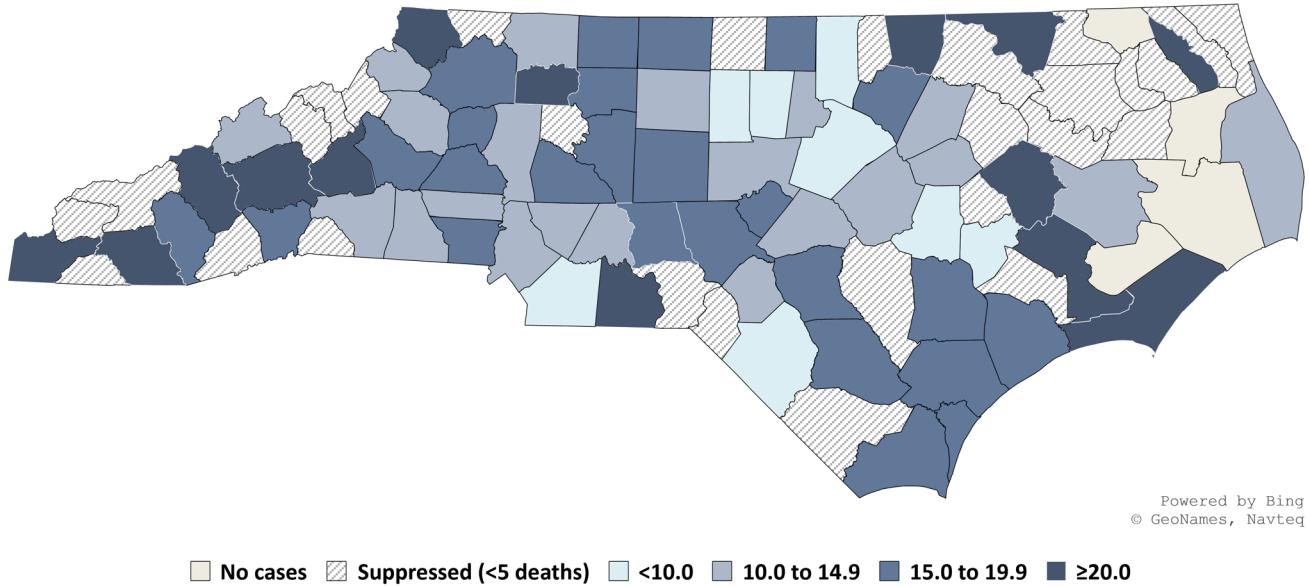 Powered by Bing
© GeoNames, Navteq
No cases Suppressed (<5 deaths) <10.0 10.0 to 14.9 15.0 to 19.9 ≥20.0